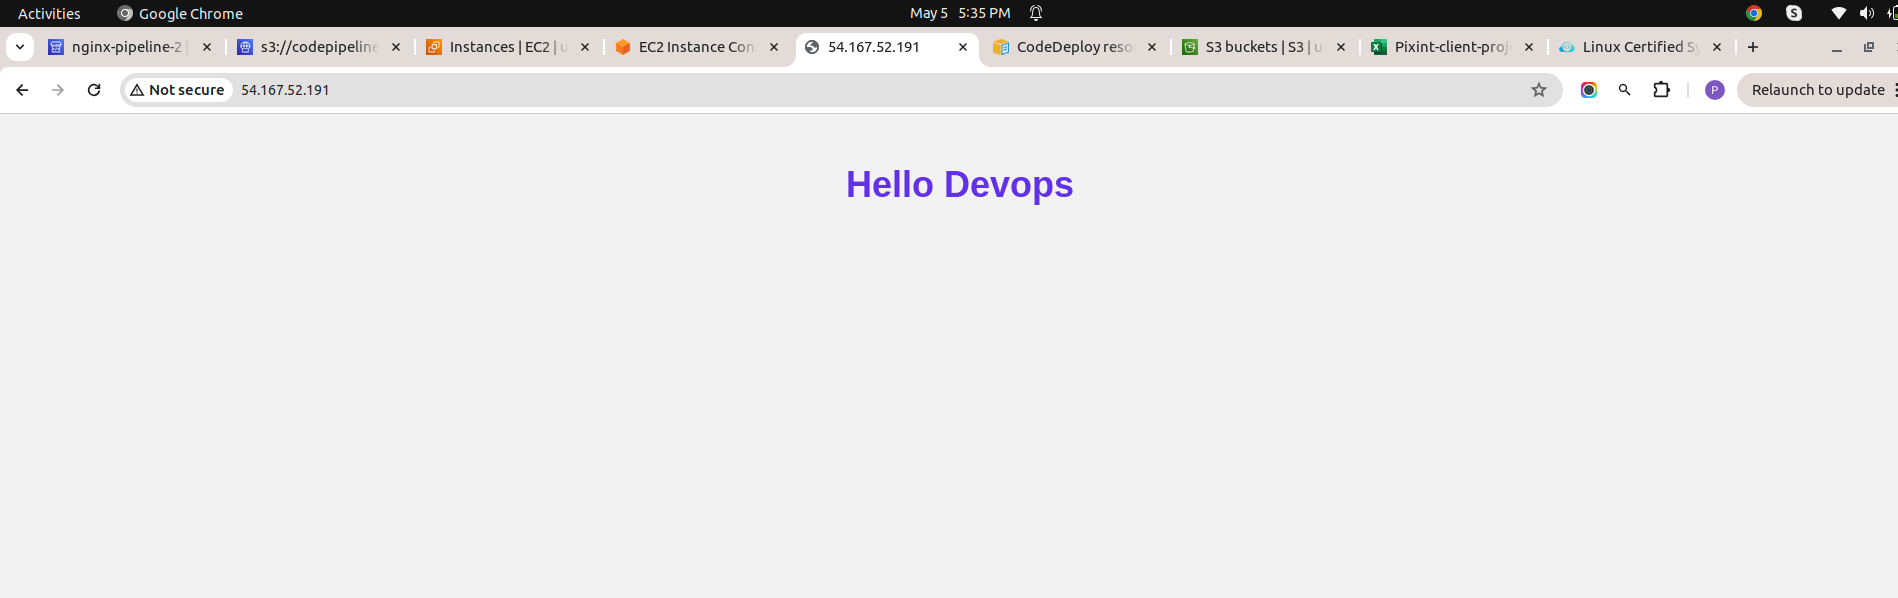 Activities Google Chrome May 5 5:35 PM
nginx-pipeline-2 | s3://codepipeline Instances | EC2 | u EC2 Instance Con 54.167.52.191 CodeDeploy reso S3 buckets | S3 | u Pixint-client-proj Linux Certified Sy
Not secure 54.167.52.191 P Relaunch to update
Hello Devops